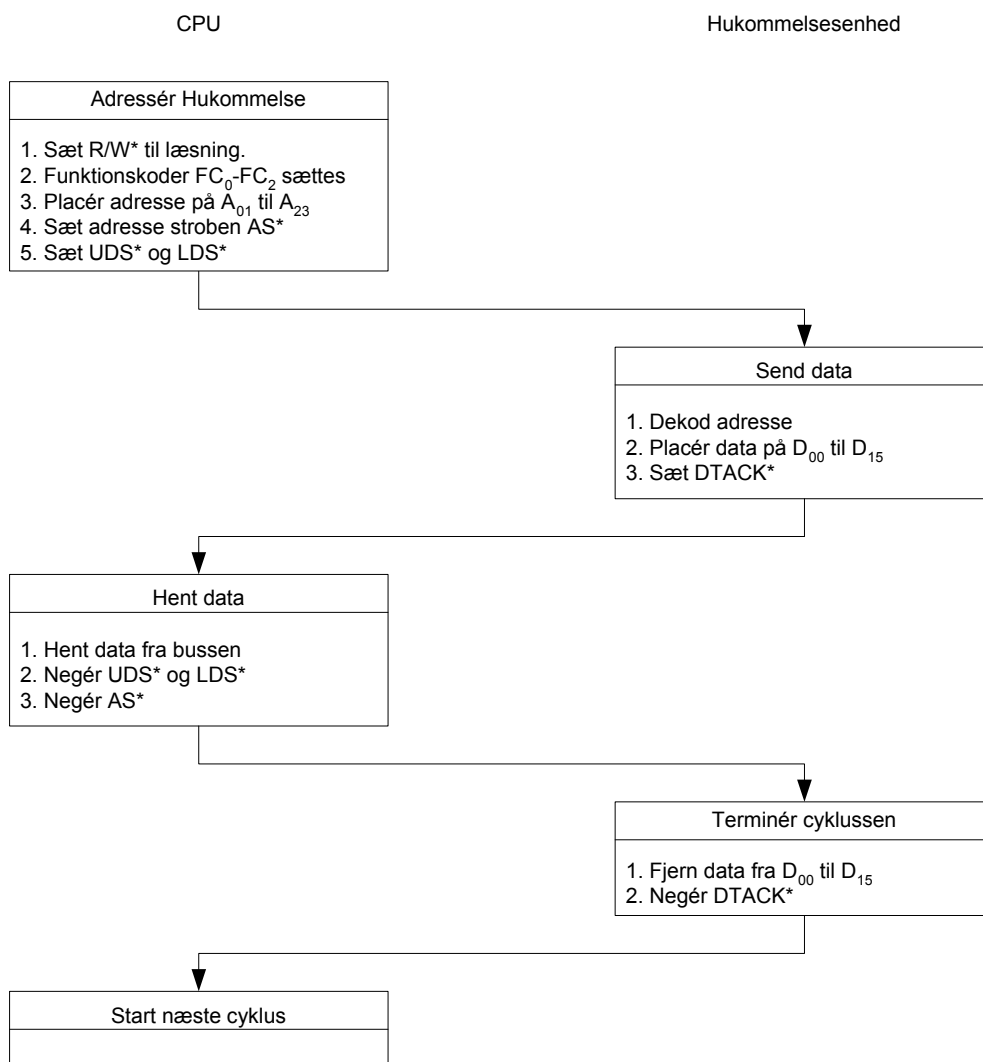 CPU
Hukommelsesenhed
Adressér Hukommelse
1. Sæt R/W* til læsning.
2. Funktionskoder FC₀-FC₂ sættes
3. Placér adresse på A₀₁ til A₂₃
4. Sæt adresse stroben AS*
5. Sæt UDS* og LDS*
Send data
1. Dekod adresse
2. Placér data på D₀₀ til D₁₅
3. Sæt DTACK*
Hent data
1. Hent data fra bussen
2. Negér UDS* og LDS*
3. Negér AS*
Terminér cyklussen
1. Fjern data fra D₀₀ til D₁₅
2. Negér DTACK*
Start næste cyklus